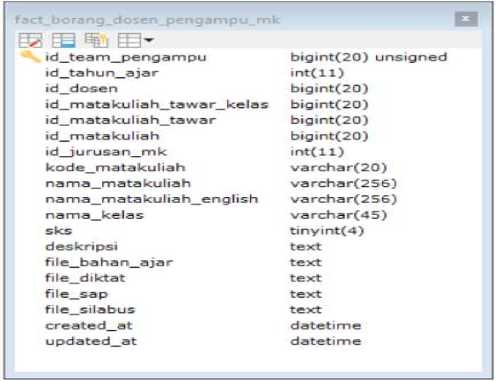 fact_borang_dosen_pengampu_mk
id_team_pengampu bigint(20) unsigned
id_tahun_ajar int(11)
id_dosen bigint(20)
id_matakuliah_tawar_kelas bigint(20)
id_matakuliah_tawar bigint(20)
id_matakuliah bigint(20)
id_jurusan_mk int(11)
kode_matakuliah varchar(20)
nama_matakuliah varchar(256)
nama_matakuliah_english varchar(256)
nama_kelas varchar(45)
sks tinyint(4)
deskripsi text
file_bahan_ajar text
file_diktat text
file_sap text
file_silabus text
created_at datetime
updated_at datetime